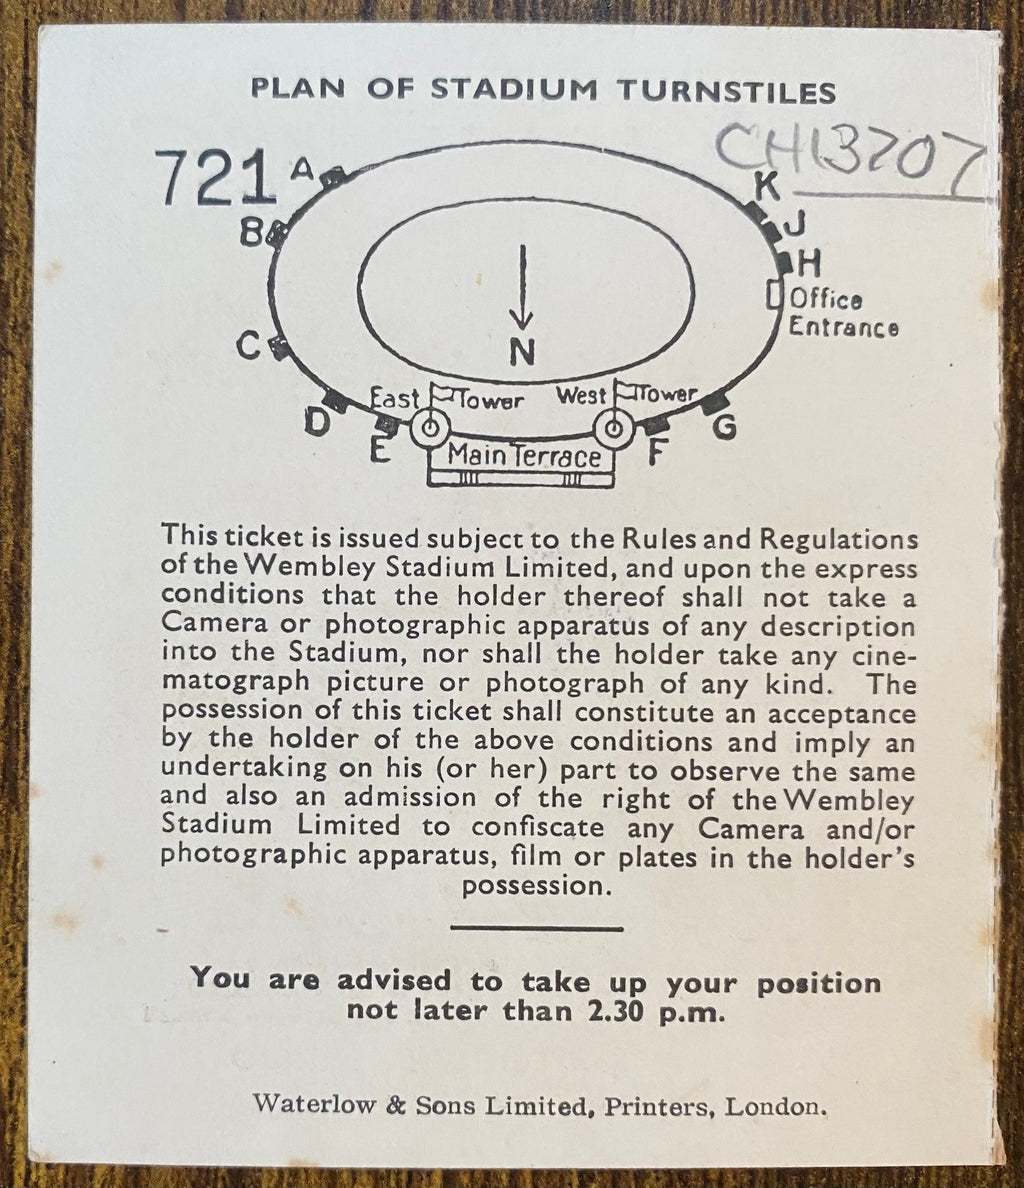 PLAN OF STADIUM TURNSTILES
CH13207
721
A
K
B
J
H
Office
Entrance
N
C
East Tower
West Tower
D
G
E
F
Main Terrace
This ticket is issued subject to the Rules and Regulations
of the Wembley Stadium Limited, and upon the express
conditions that the holder thereof shall not take a
Camera or photographic apparatus of any description
into the Stadium, nor shall the holder take any cine-
matograph picture or photograph of any kind. The
possession of this ticket shall constitute an acceptance
by the holder of the above conditions and imply an
undertaking on his (or her) part to observe the same
and also an admission of the right of the Wembley
Stadium Limited to confiscate any Camera and/or
photographic apparatus, film or plates in the holder's
possession.
You are advised to take up your position
not later than 2.30 p.m.
Waterlow & Sons Limited, Printers, London.